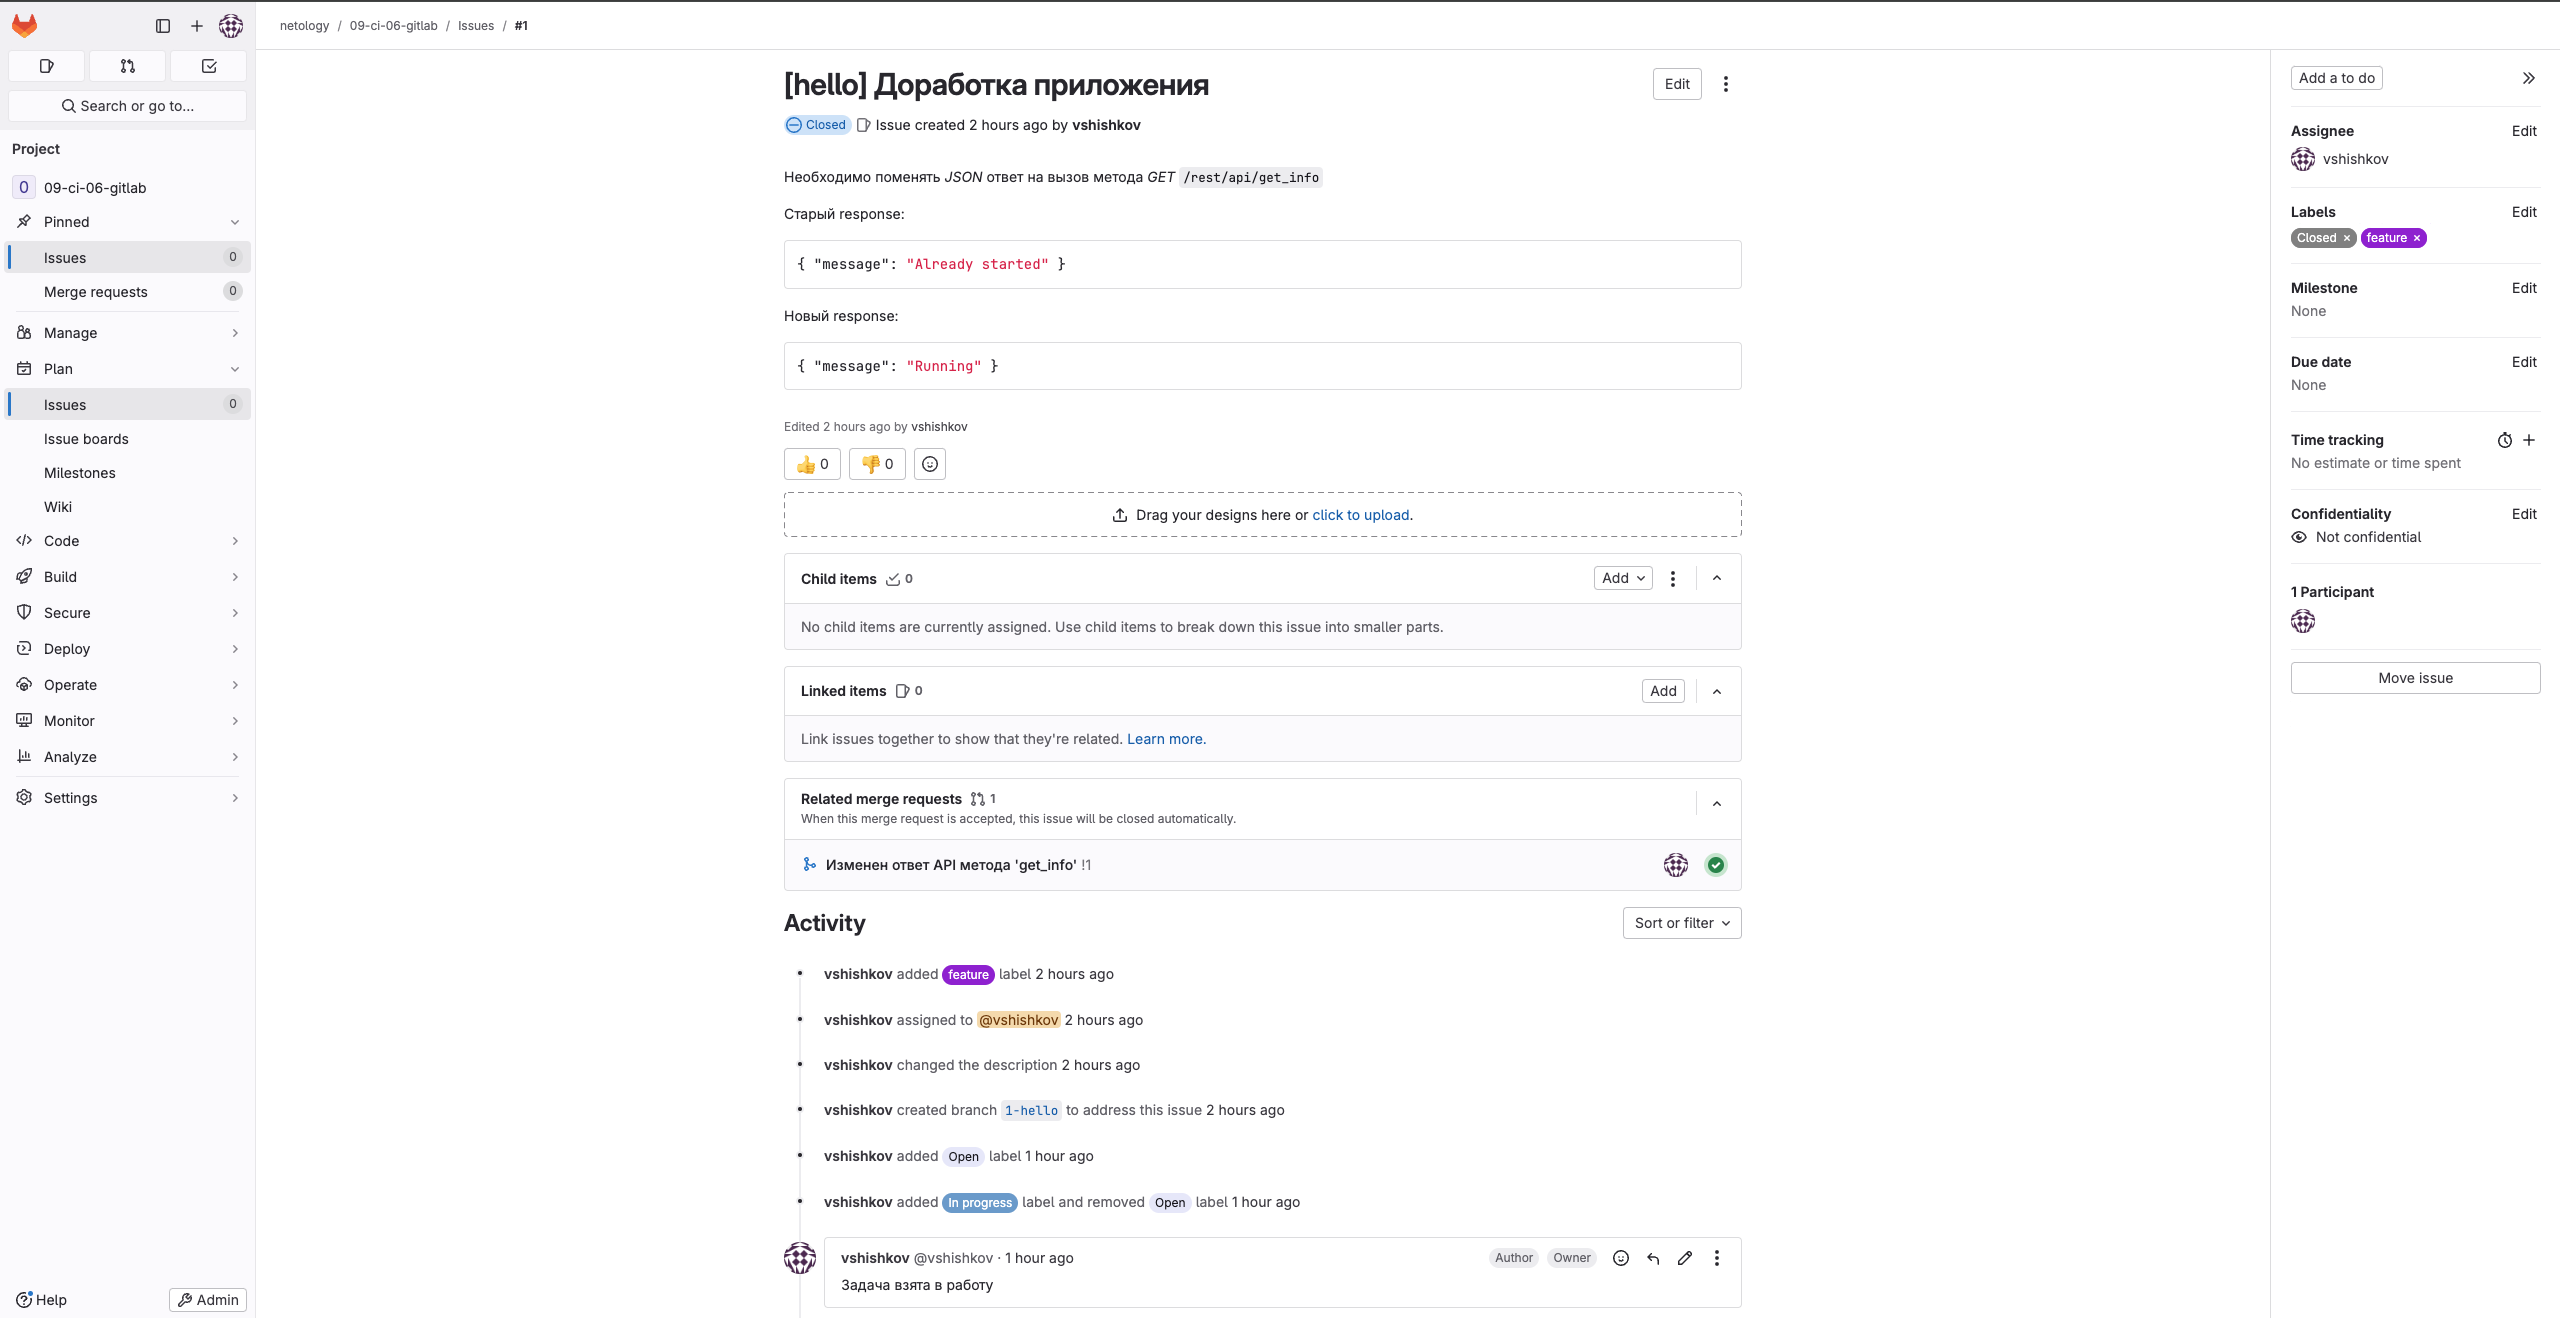 netology / 09-ci-06-gitlab / Issues / #1
Search or go to...
Project
0 09-ci-06-gitlab
Pinned
Issues 0
Merge requests 0
Manage
Plan
Issues 0
Issue boards
Milestones
Wiki
Code
Build
Secure
Deploy
Operate
Monitor
Analyze
Settings
Help
Admin
[hello] Доработка приложения
Edit
Closed Issue created 2 hours ago by vshishkov
Необходимо поменять JSON ответ на вызов метода GET /rest/api/get_info
Старый response:
{ "message": "Already started" }
Новый response:
{ "message": "Running" }
Edited 2 hours ago by vshishkov
👍 0 👎 0
Drag your designs here or click to upload.
Child items 0
Add
No child items are currently assigned. Use child items to break down this issue into smaller parts.
Linked items 0
Add
Link issues together to show that they're related. Learn more.
Related merge requests 1
When this merge request is accepted, this issue will be closed automatically.
Изменен ответ API метода 'get_info' !1
Activity
Sort or filter
vshishkov added feature label 2 hours ago
vshishkov assigned to @vshishkov 2 hours ago
vshishkov changed the description 2 hours ago
vshishkov created branch 1-hello to address this issue 2 hours ago
vshishkov added Open label 1 hour ago
vshishkov added In progress label and removed Open label 1 hour ago
vshishkov @vshishkov · 1 hour ago
Author Owner
Задача взята в работу
Add a to do
Assignee Edit
vshishkov
Labels Edit
Closed × feature ×
Milestone Edit
None
Due date Edit
None
Time tracking
No estimate or time spent
Confidentiality Edit
Not confidential
1 Participant
Move issue